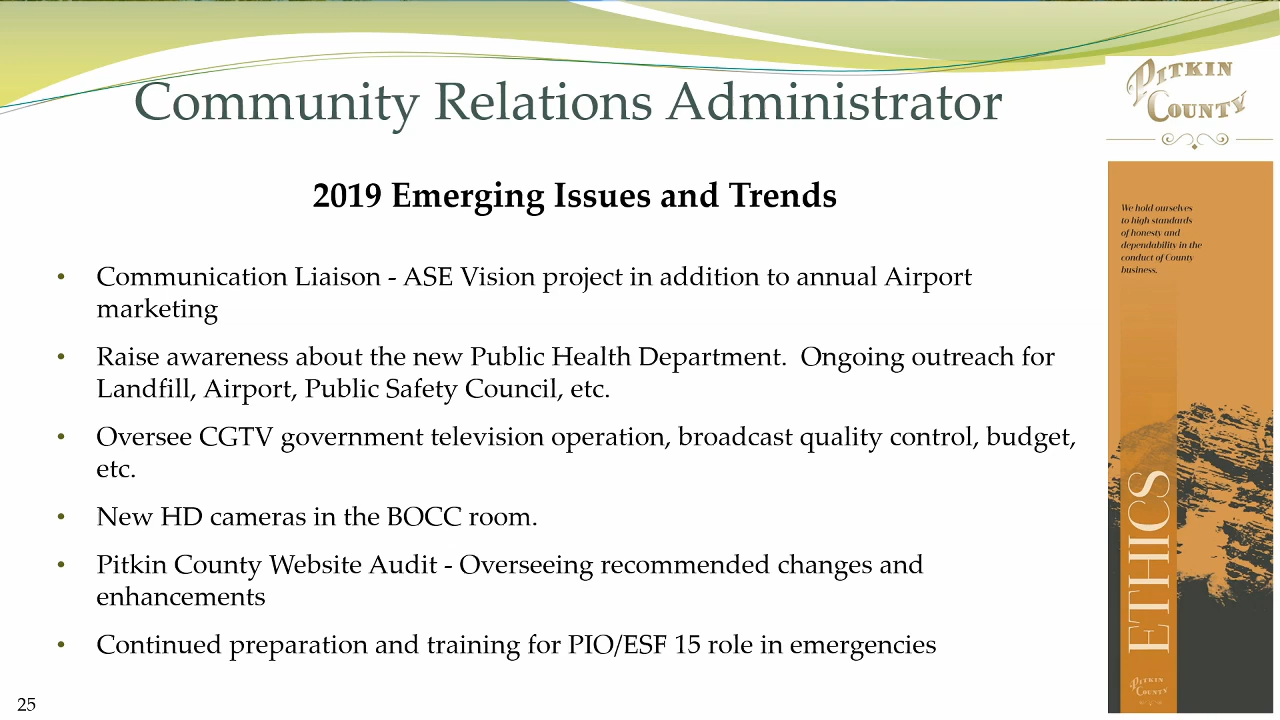 Community Relations Administrator
PITKIN
COUNTY
2019 Emerging Issues and Trends
We hold ourselves
to high standards
of honesty and
dependability in the
conduct of County
business.
• Communication Liaison - ASE Vision project in addition to annual Airport
marketing
• Raise awareness about the new Public Health Department.  Ongoing outreach for
Landfill, Airport, Public Safety Council, etc.
• Oversee CGTV government television operation, broadcast quality control, budget,
etc.
• New HD cameras in the BOCC room.
• Pitkin County Website Audit - Overseeing recommended changes and
enhancements
• Continued preparation and training for PIO/ESF 15 role in emergencies
ETHICS
PITKIN
COUNTY
25